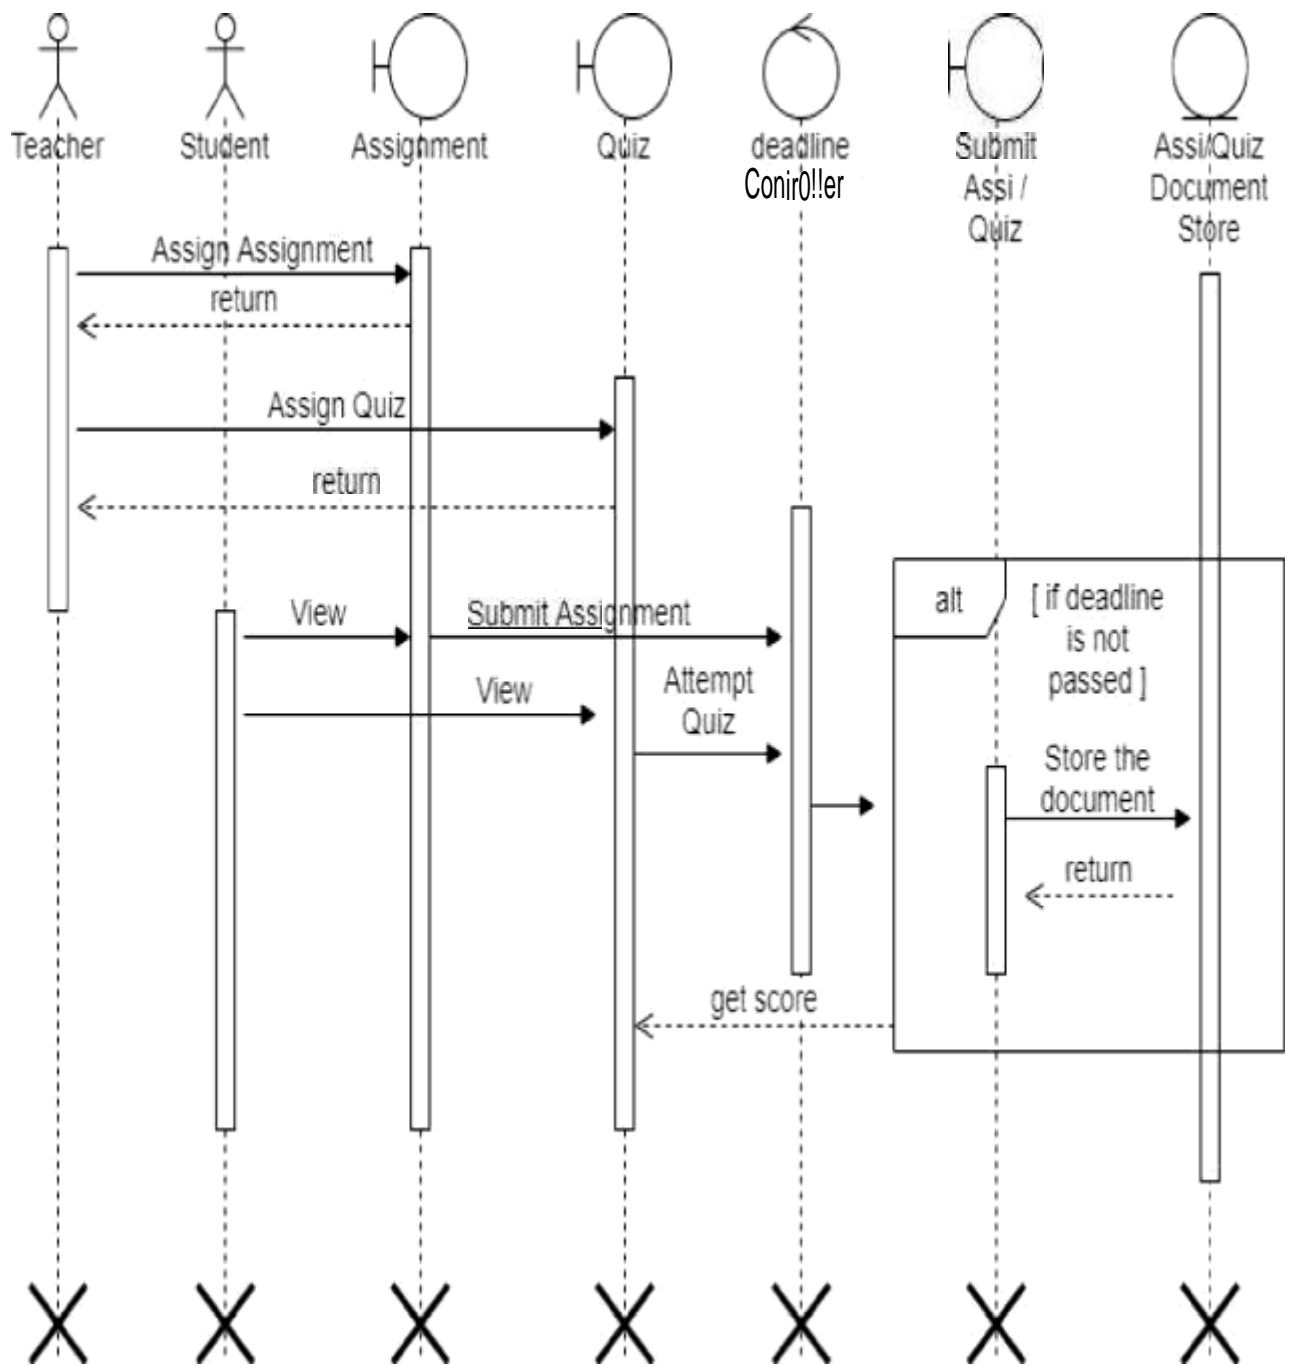 Teacher
Student
Assignment
Quiz
deadline
Conir0!!er
Submit
Assi /
Quiz
Assi/Quiz
Document
Store
Assign Assignment
return
Assign Quiz
return
View
Submit Assignment
alt
[ if deadline
is not
passed ]
View
Attempt
Quiz
Store the
document
return
get score